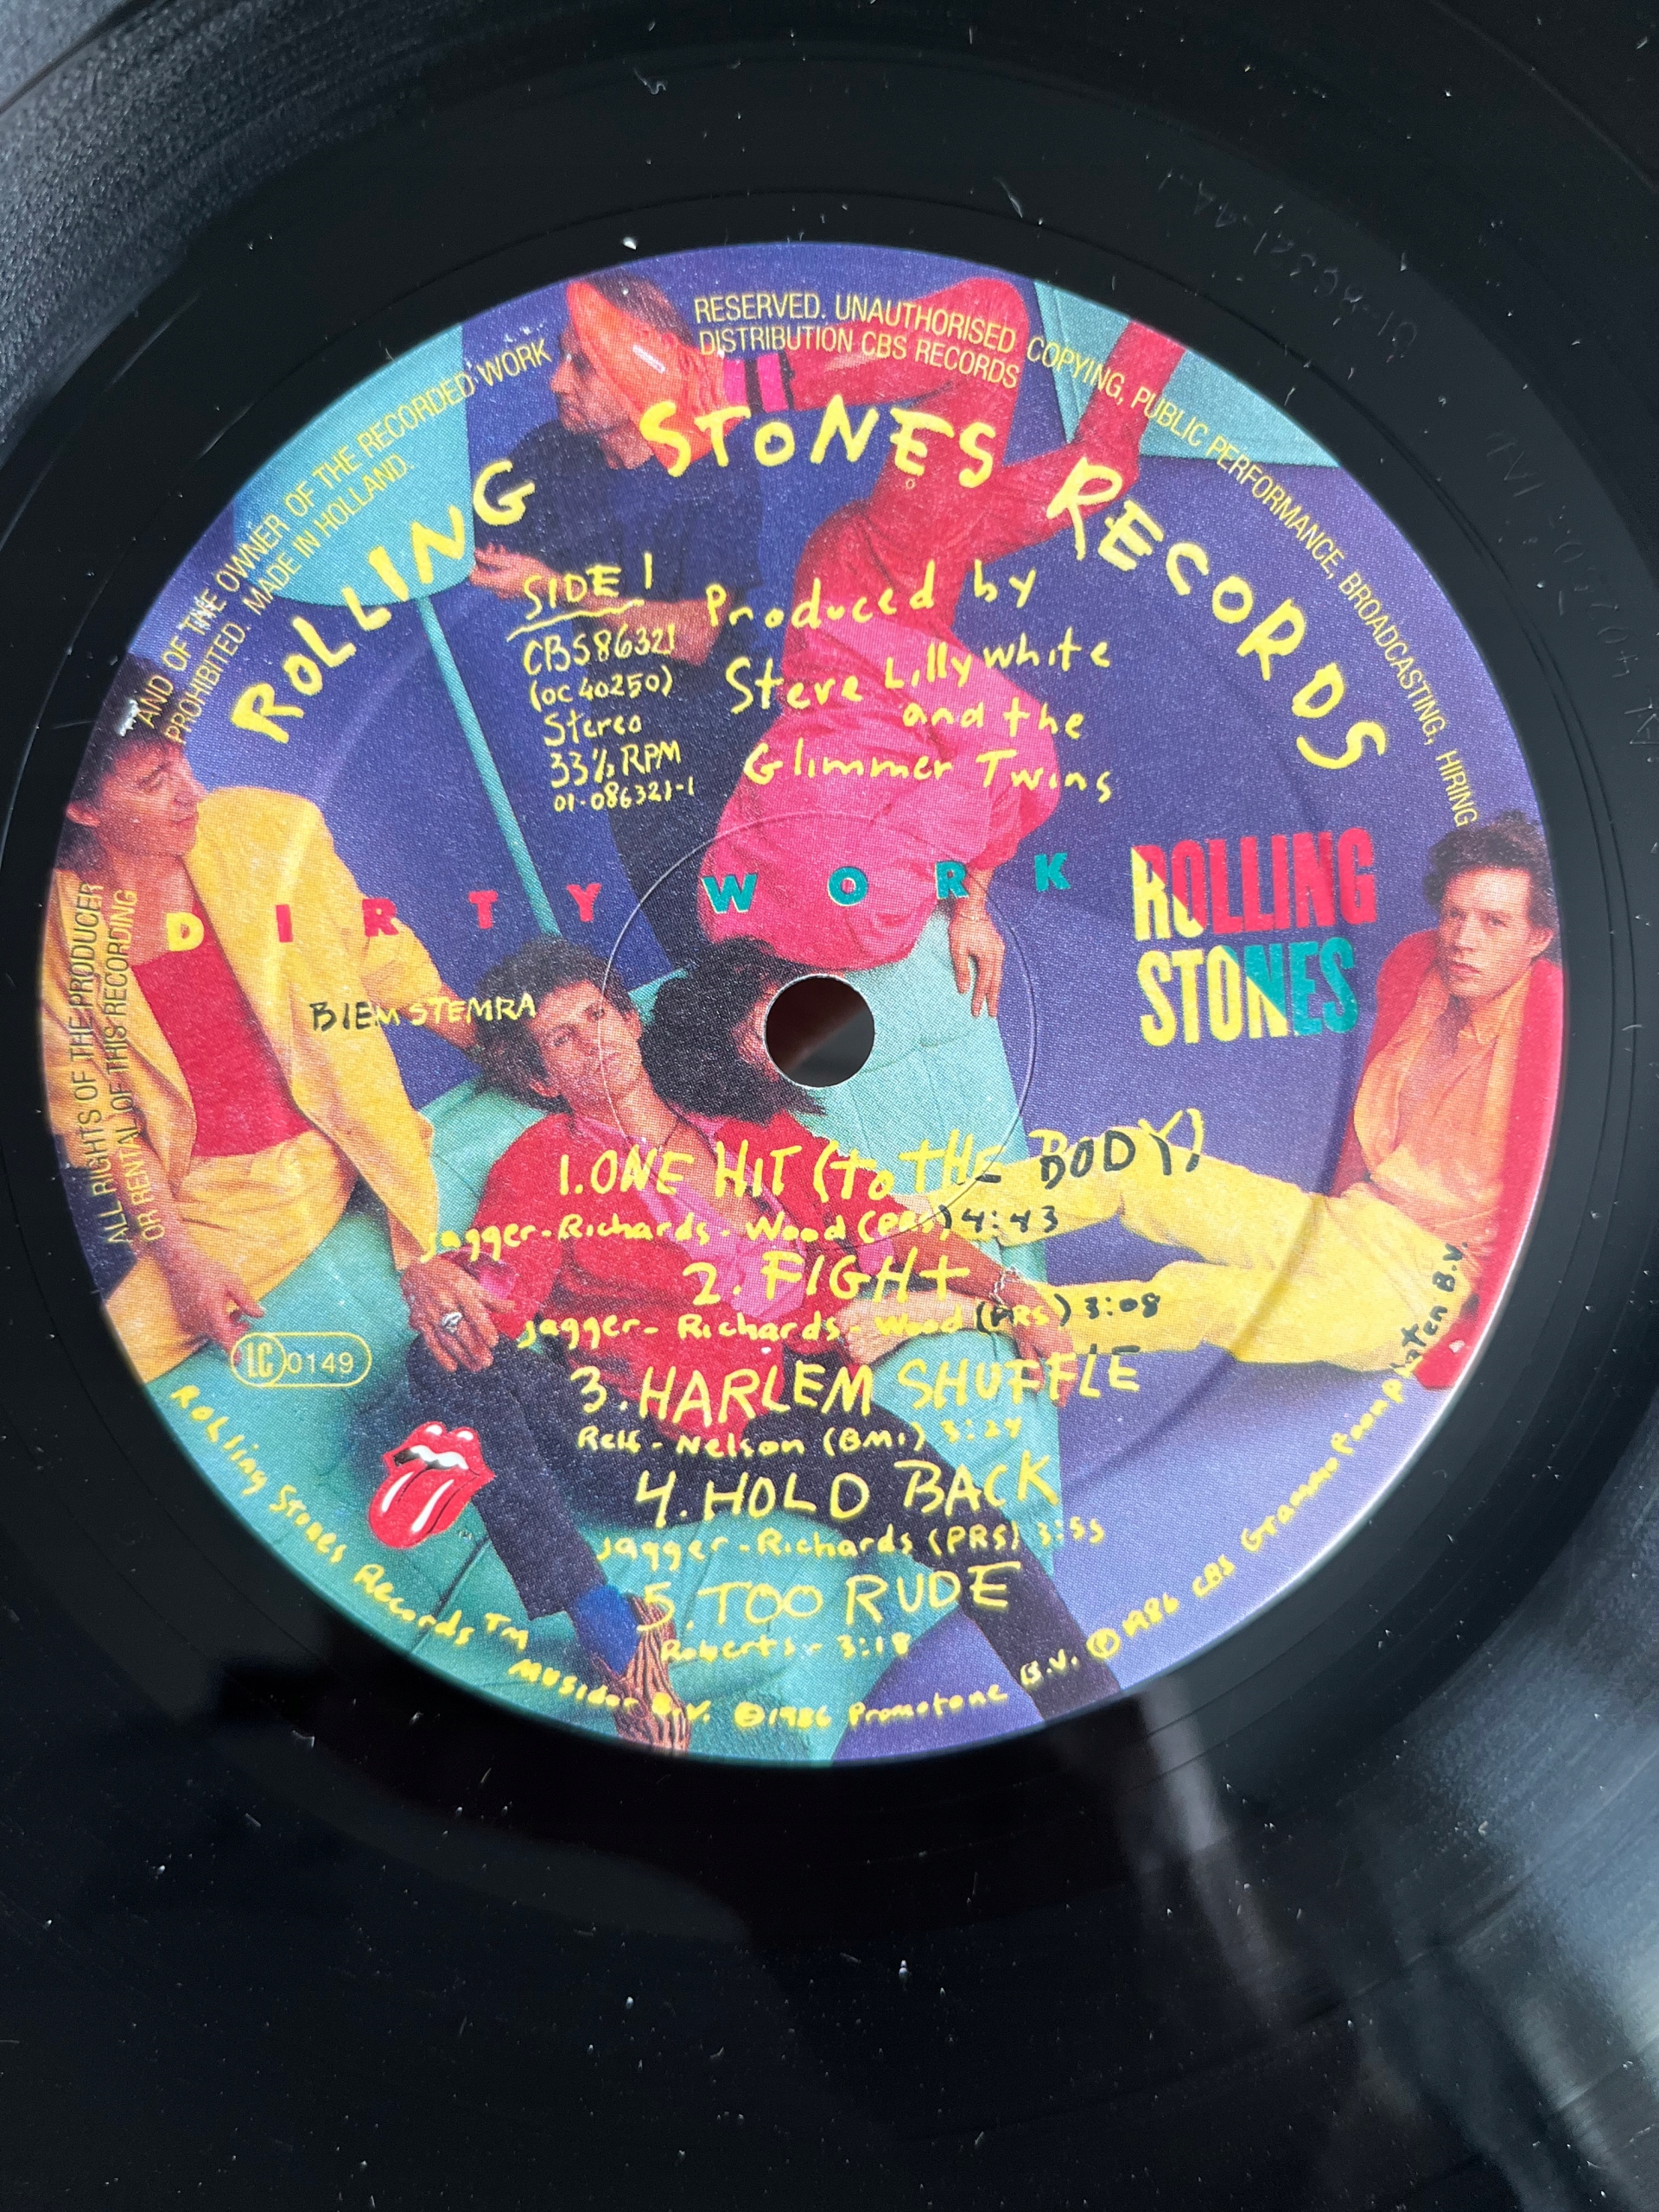 ALL RIGHTS OF THE PRODUCER AND OF THE OWNER OF THE RECORDED WORK RESERVED. UNAUTHORISED COPYING, PUBLIC PERFORMANCE, BROADCASTING, HIRING
OR RENTAL OF THIS RECORDING PROHIBITED. MADE IN HOLLAND. DISTRIBUTION CBS RECORDS
ROLLING STONES RECORDS
SIDE 1
CBS 86321
(OC 40250)
Stereo
33⅓ RPM
01-086321-1
Produced by
Steve Lillywhite
and the
Glimmer Twins
DIRTY WORK
ROLLING
STONES
BIEM STEMRA
1. ONE HIT (to tHE BODY)
Jagger-Richards-Wood (PRS) 4:43
2. FIGHt
Jagger-Richards-Wood (PRS) 3:08
3. HARLEM SHUFFLE
Relf-Nelson (BMI) 3:24
4. HOLD BACK
Jagger-Richards (PRS) 3:53
5. TOO RUDE
Roberts- 3:18
LC 0149
Rolling Stones Records TM Musidor B.V. ©1986 Promotone B.V. ℗1986 CBS Grammofoonplaten B.V.